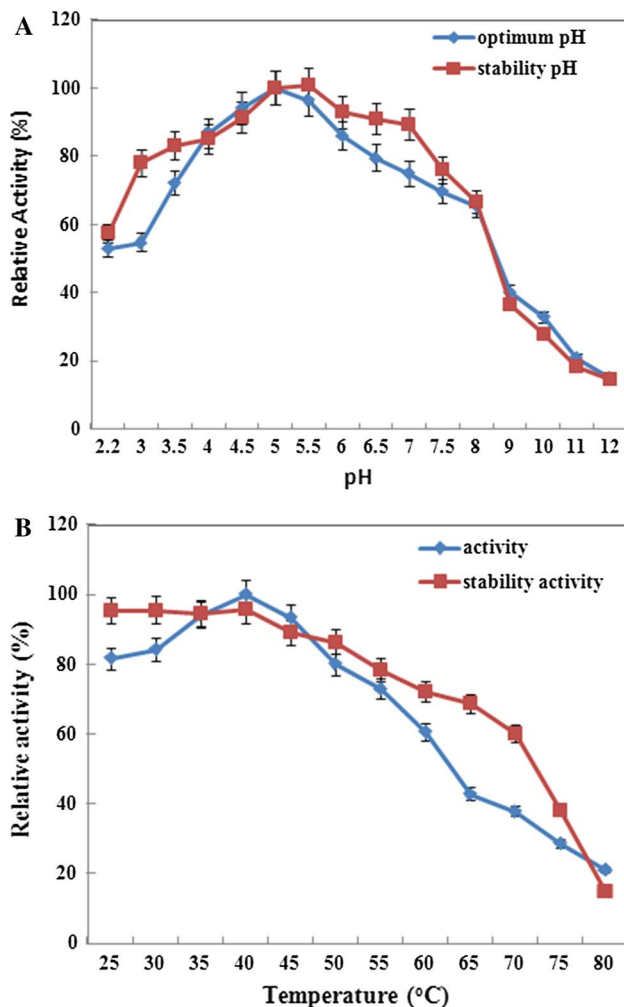 A
120
100
80
60
40
20
0
Relative Activity (%)
optimum pH
stability pH
2.2 3 3.5 4 4.5 5 5.5 6 6.5 7 7.5 8 9 10 11 12
pH
B
120
100
80
60
40
20
0
Relative activity (%)
activity
stability activity
25 30 35 40 45 50 55 60 65 70 75 80
Temperature (°C)